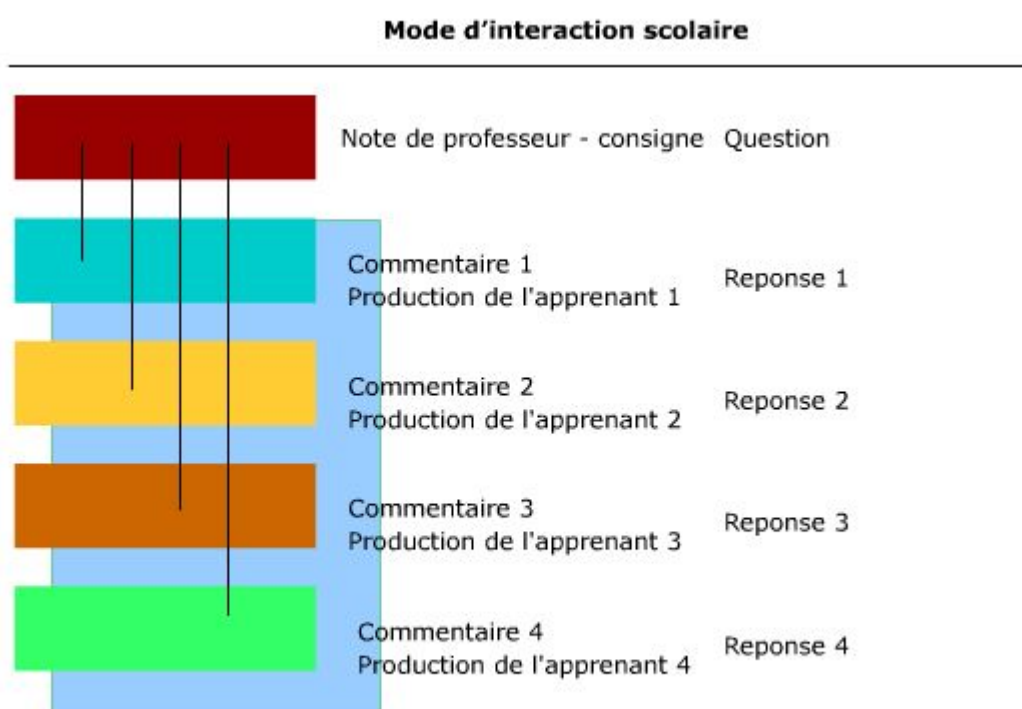 Mode d’interaction scolaire
Note de professeur - consigne Question
Commentaire 1
Production de l'apprenant 1
Reponse 1
Commentaire 2
Production de l'apprenant 2
Reponse 2
Commentaire 3
Production de l'apprenant 3
Reponse 3
Commentaire 4
Production de l'apprenant 4
Reponse 4